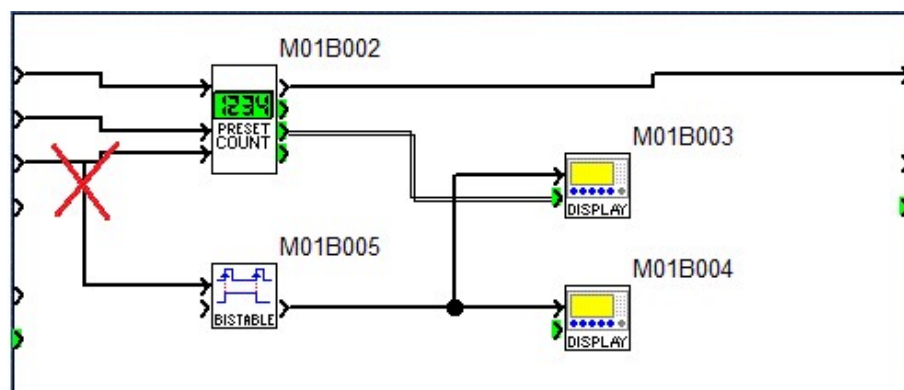 M01B002
1234
PRESET
COUNT
M01B003
DISPLAY
M01B005
BISTABLE
M01B004
DISPLAY